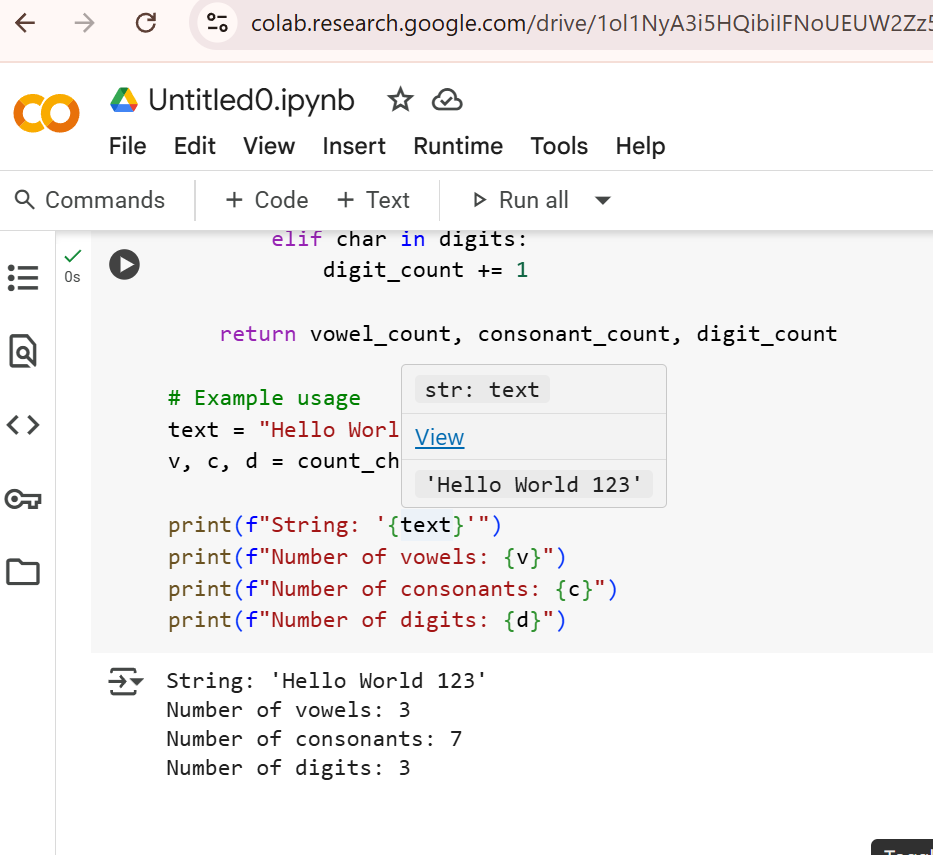 colab.research.google.com/drive/1ol1NyA3i5HQibiIFNoUEUW2Zz5
Untitled0.ipynb
File Edit View Insert Runtime Tools Help
Commands + Code + Text Run all
elif char in digits:
digit_count += 1
0s
return vowel_count, consonant_count, digit_count
str: text
# Example usage
text = "Hello Worl
View
v, c, d = count_ch
'Hello World 123'
print(f"String: '{text}'")
print(f"Number of vowels: {v}")
print(f"Number of consonants: {c}")
print(f"Number of digits: {d}")
String: 'Hello World 123'
Number of vowels: 3
Number of consonants: 7
Number of digits: 3